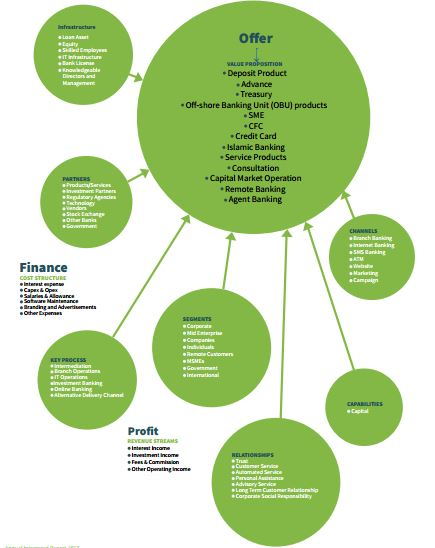 Infrastructure
• Loan Asset
• Equity
• Skilled Employees
• IT Infrastructure
• Bank License
• Knowledgeable
Directors and
Management
Offer
VALUE PROPOSITION
• Deposit Product
• Advance
• Treasury
• Off-shore Banking Unit (OBU) products
• SME
• CFC
• Credit Card
• Islamic Banking
• Service Products
• Consultation
• Capital Market Operation
• Remote Banking
• Agent Banking
PARTNERS
• Products/Services
• Investment Partners
• Regulatory Agencies
• Technology
• Vendors
• Stock Exchange
• Other Banks
• Government
CHANNELS
• Branch Banking
• Internet Banking
• SMS Banking
• ATM
• Website
• Marketing
• Campaign
Finance
COST STRUCTURE
• Interest expense
• Capex & Opex
• Salaries & Allowance
• Software Maintenance
• Branding and Advertisements
• Other Expenses
SEGMENTS
• Corporate
• Mid Enterprise
• Companies
• Individuals
• Remote Customers
• MSMEs
• Government
• International
KEY PROCESS
• Intermediation
• Branch Operations
• IT Operations
• Investment Banking
• Online Banking
• Alternative Delivery Channel
CAPABILITIES
• Capital
Profit
REVENUE STREAMS
• Interest Income
• Investment Income
• Fees & Commission
• Other Operating Income
RELATIONSHIPS
• Trust
• Customer Service
• Automated Service
• Personal Assistance
• Advisory Service
• Long Term Customer Relationship
• Corporate Social Responsibility